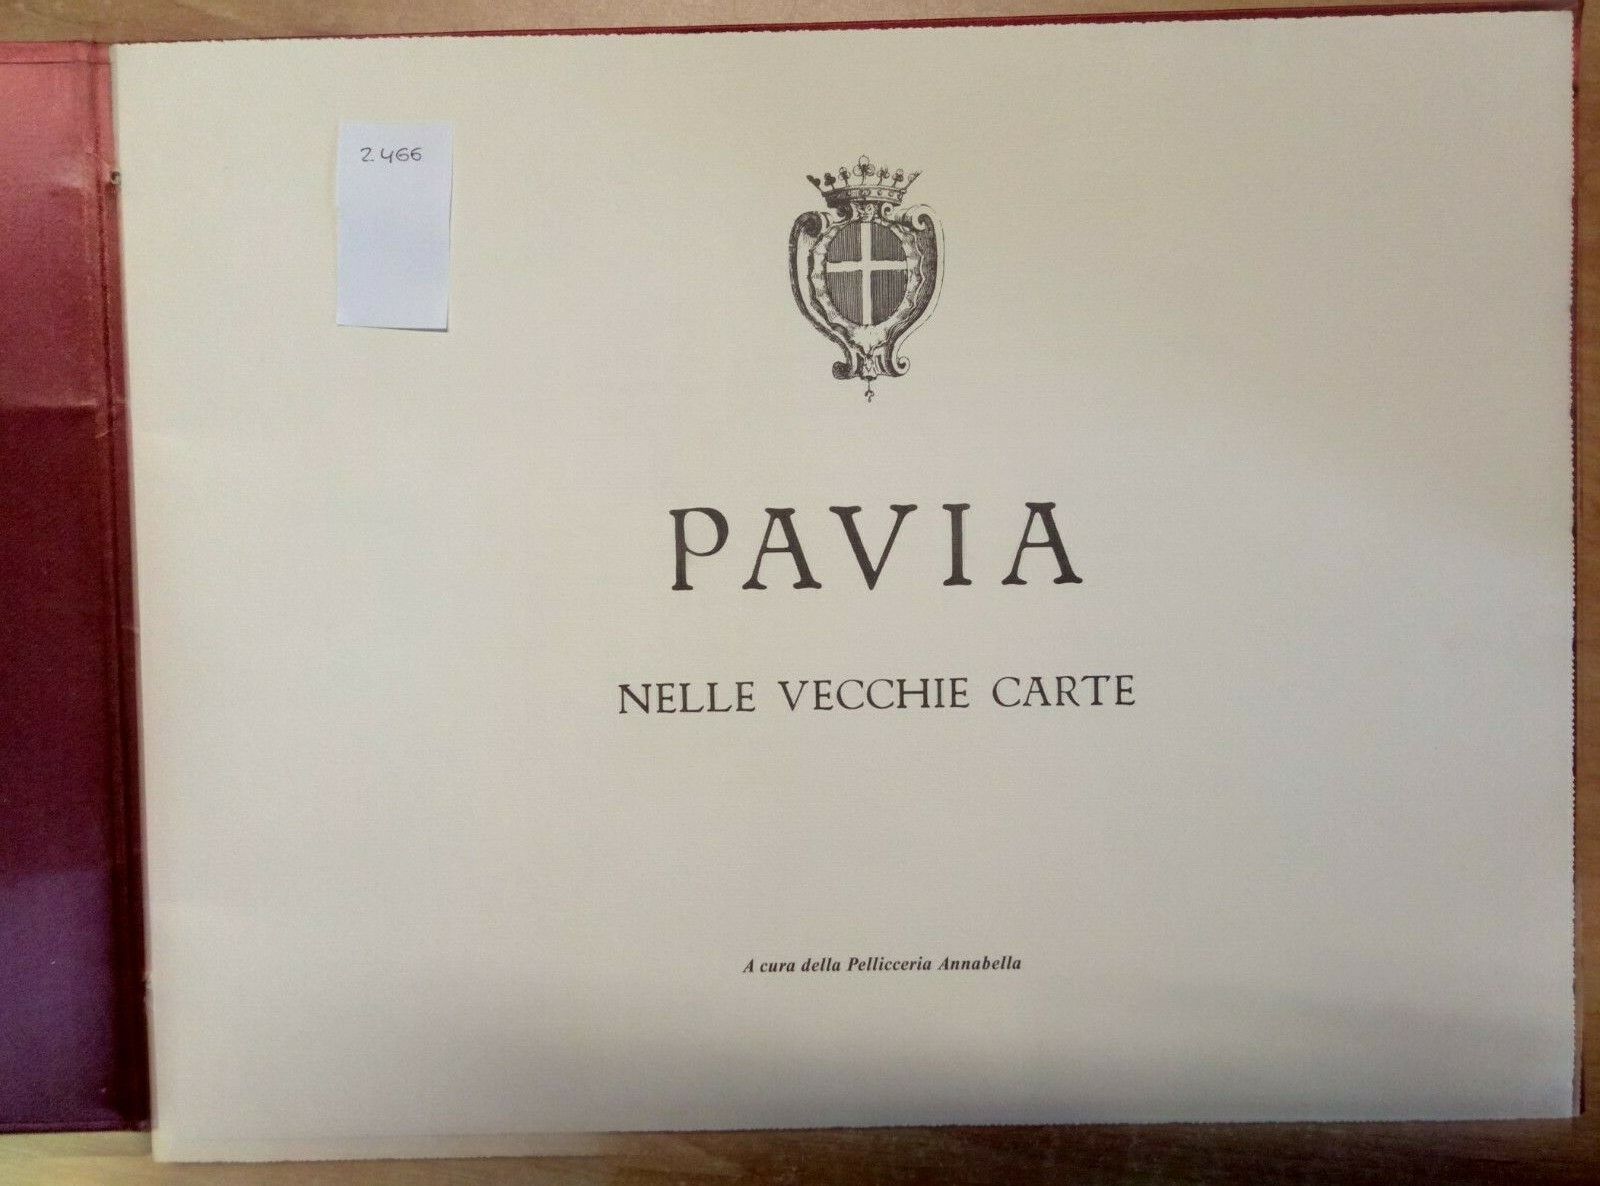 2466
PAVIA
NELLE VECCHIE CARTE
A cura della Pellicceria Annabella